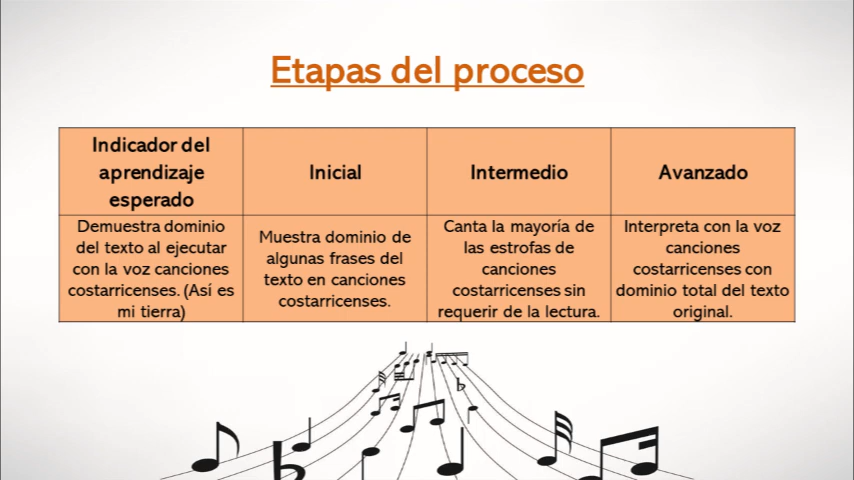 Etapas del proceso
Indicador del
aprendizaje
esperado
Inicial
Intermedio
Avanzado
Demuestra dominio
del texto al ejecutar
con la voz canciones
costarricenses. (Así es
mi tierra)
Muestra dominio de
algunas frases del
texto en canciones
costarricenses.
Canta la mayoría de
las estrofas de
canciones
costarricenses sin
requerir de la lectura.
Interpreta con la voz
canciones
costarricenses con
dominio total del texto
original.